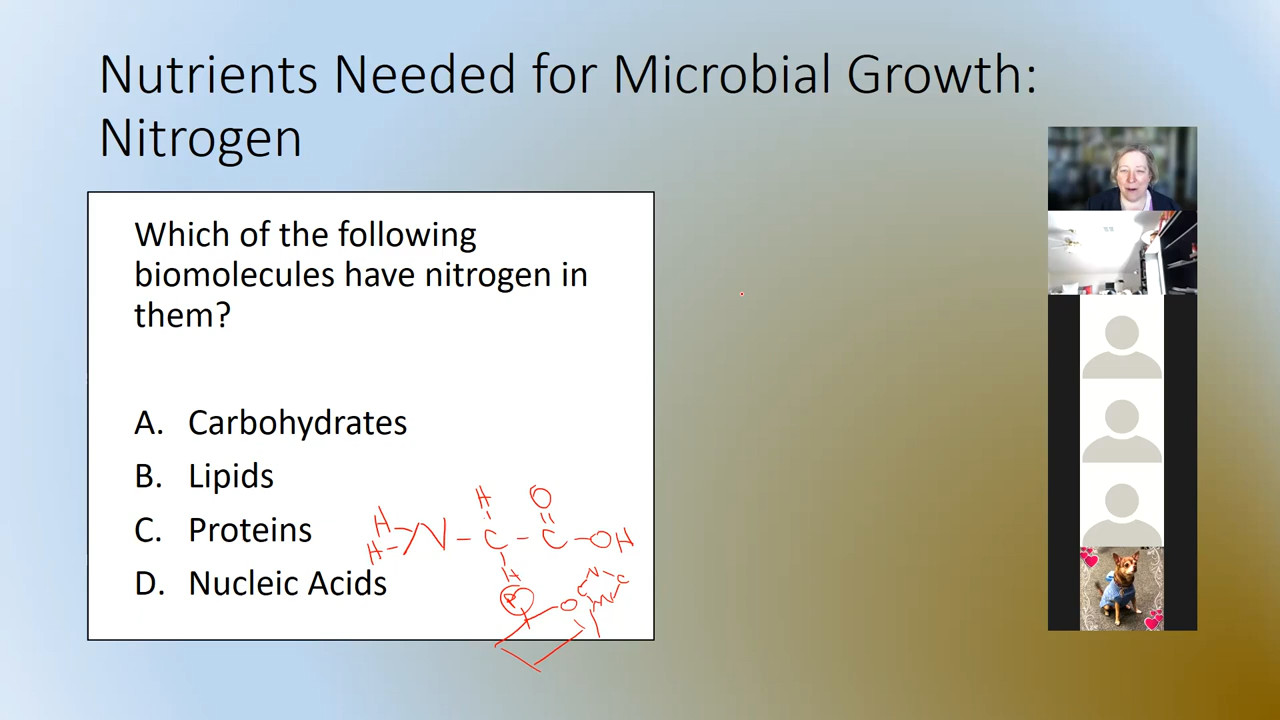 Nutrients Needed for Microbial Growth:
Nitrogen
Which of the following
biomolecules have nitrogen in
them?
A. Carbohydrates
B. Lipids
C. Proteins
D. Nucleic Acids
H O
H
H N - C - C - OH
H
P O N C
C N